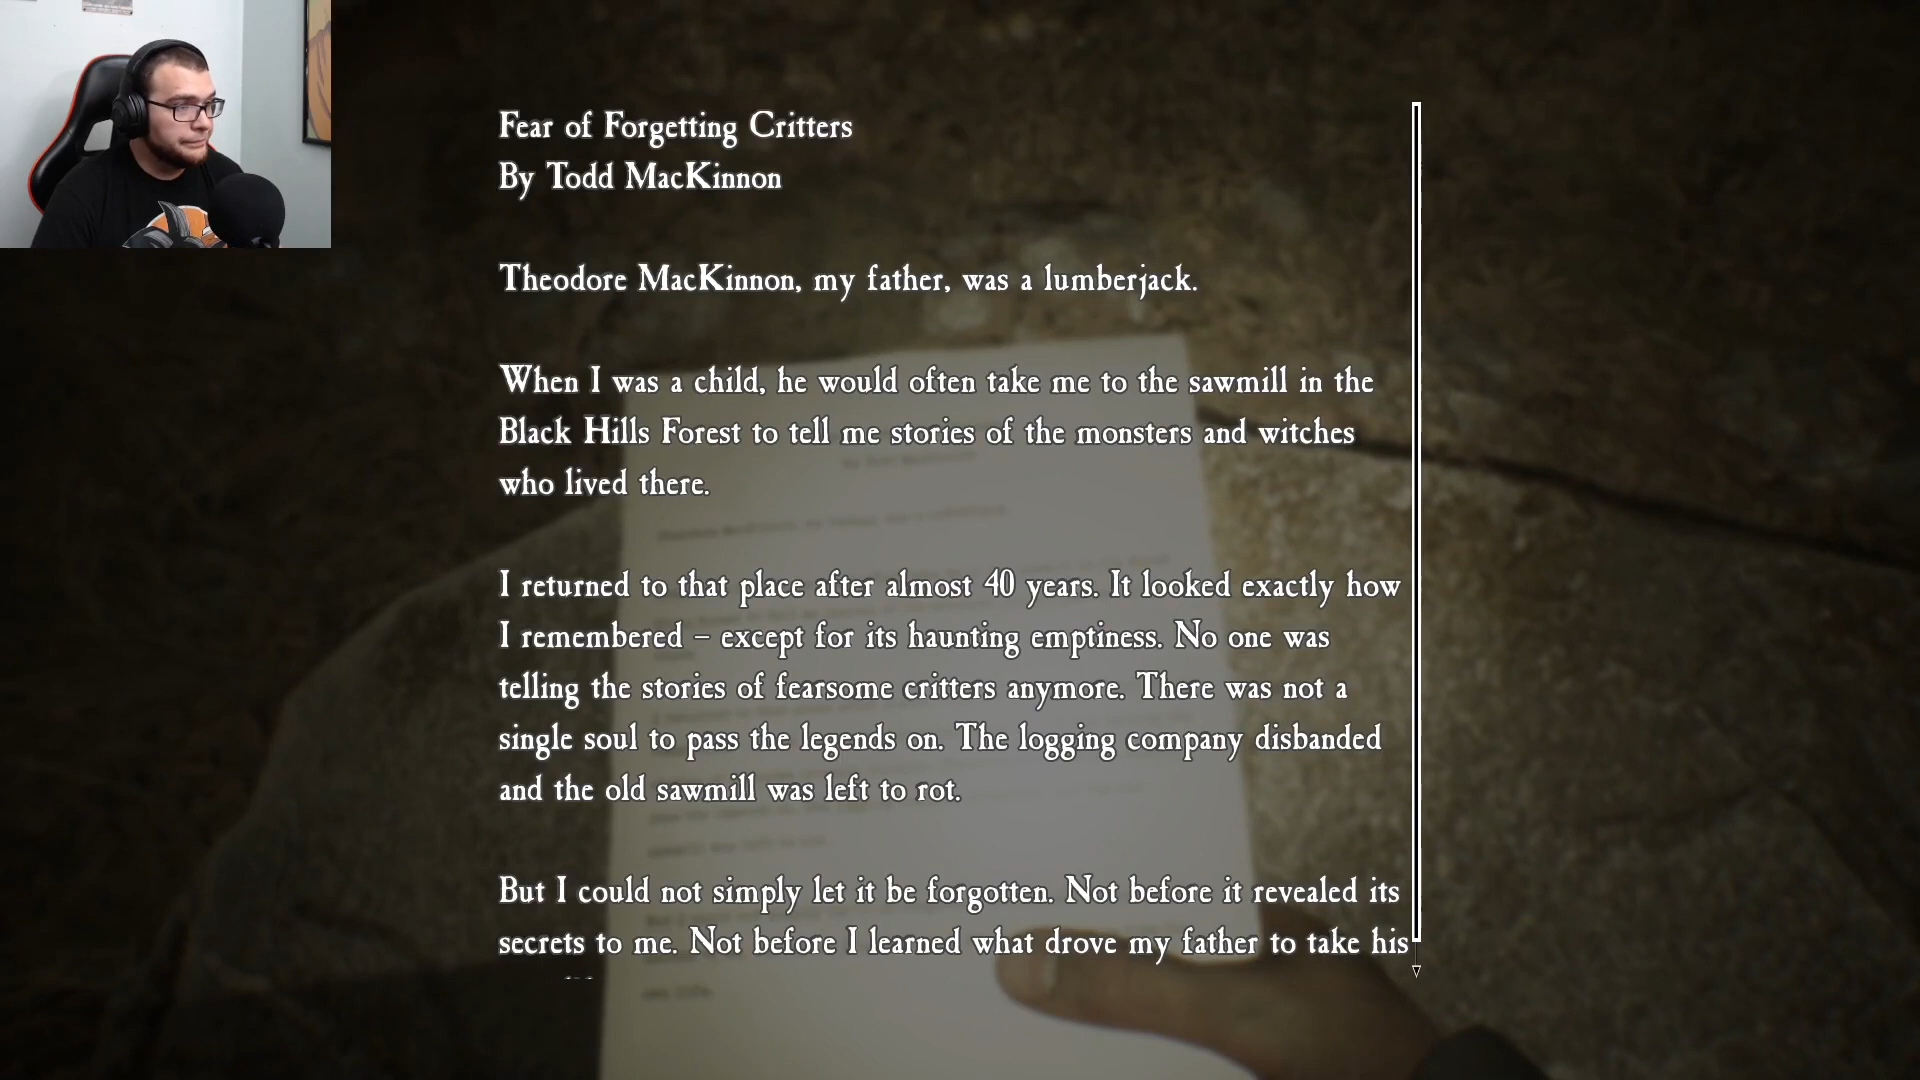 Fear of Forgetting Critters
By Todd MacKinnon
Theodore MacKinnon, my father, was a lumberjack.
When I was a child, he would often take me to the sawmill in the
Black Hills Forest to tell me stories of the monsters and witches
who lived there.
I returned to that place after almost 40 years. It looked exactly how
I remembered – except for its haunting emptiness. No one was
telling the stories of fearsome critters anymore. There was not a
single soul to pass the legends on. The logging company disbanded
and the old sawmill was left to rot.
But I could not simply let it be forgotten. Not before it revealed its
secrets to me. Not before I learned what drove my father to take his